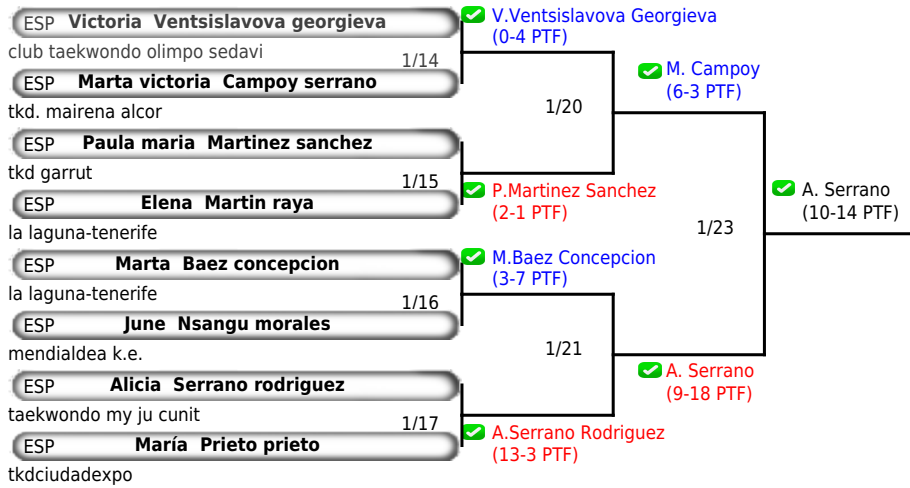 ESP Victoria Ventsislavova georgieva
club taekwondo olimpo sedavi
1/14
ESP Marta victoria Campoy serrano
tkd. mairena alcor
ESP Paula maria Martinez sanchez
tkd garrut
1/15
ESP Elena Martin raya
la laguna-tenerife
ESP Marta Baez concepcion
la laguna-tenerife
1/16
ESP June Nsangu morales
mendialdea k.e.
ESP Alicia Serrano rodriguez
taekwondo my ju cunit
1/17
ESP María Prieto prieto
tkdciudadexpo
V.Ventsislavova Georgieva
(0-4 PTF)
1/20
P.Martinez Sanchez
(2-1 PTF)
M.Baez Concepcion
(3-7 PTF)
1/21
A.Serrano Rodriguez
(13-3 PTF)
M. Campoy
(6-3 PTF)
1/23
A. Serrano
(9-18 PTF)
A. Serrano
(10-14 PTF)